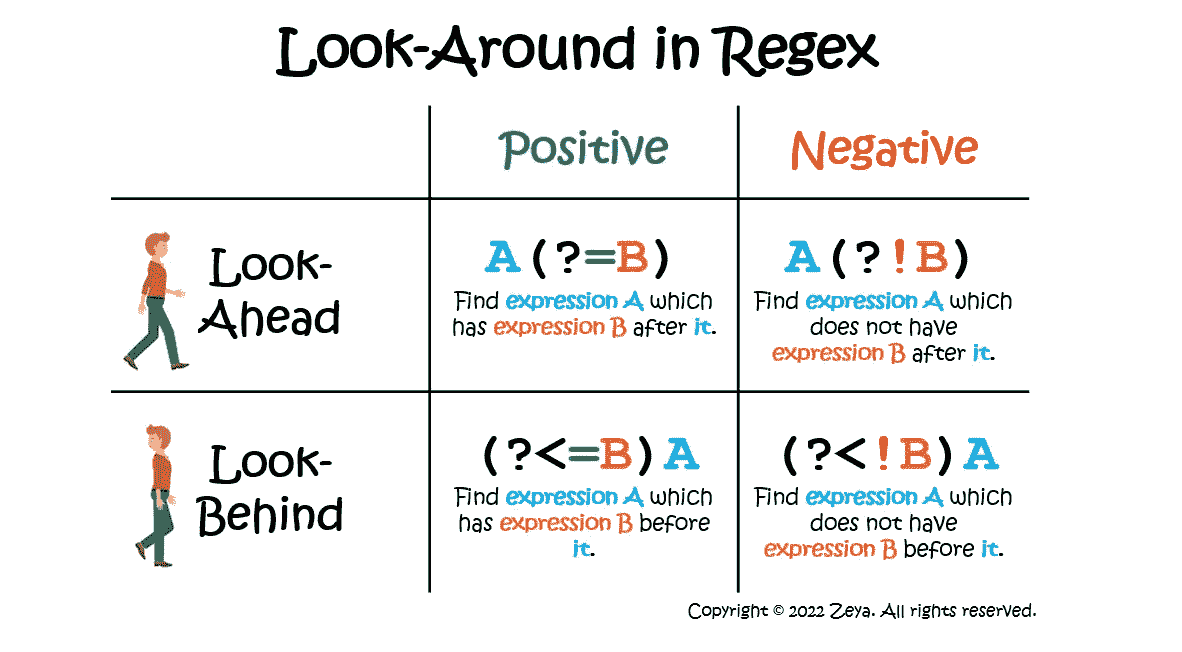 Look-Around in Regex
Positive
Negative
Look-
Ahead
A(?=B)
Find expression A which
has expression B after it.
A(?!B)
Find expression A which
does not have
expression B after it.
Look-
Behind
(?<=B)A
Find expression A which
has expression B before
it.
(?<!B)A
Find expression A which
does not have
expression B before it.
Copyright © 2022 Zeya. All rights reserved.